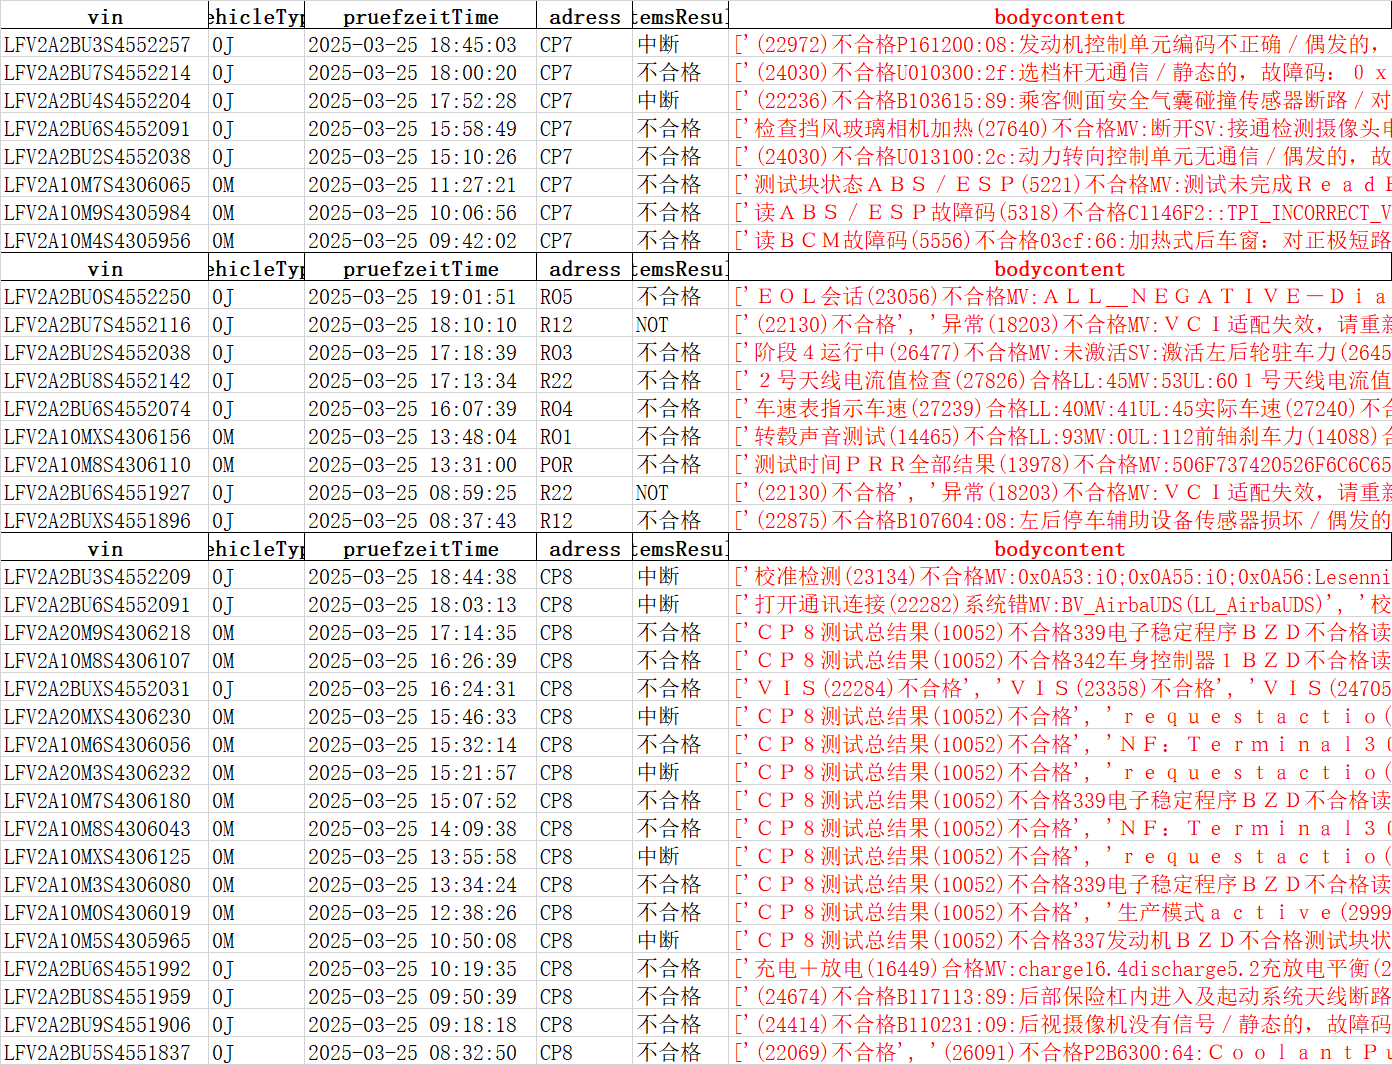 vin ehicleTyp pruefzeitTime adress temsResul bodycontent
LFV2A2BU3S4552257 0J 2025-03-25 18:45:03 CP7 中断 ['(22972)不合格P161200:08:发动机控制单元编码不正确／偶发的，
LFV2A2BU7S4552214 0J 2025-03-25 18:00:20 CP7 不合格 ['(24030)不合格U010300:2f:选档杆无通信／静态的，故障码：０ｘ
LFV2A2BU4S4552204 0J 2025-03-25 17:52:28 CP7 中断 ['(22236)不合格B103615:89:乘客侧面安全气囊碰撞传感器断路／对
LFV2A2BU6S4552091 0J 2025-03-25 15:58:49 CP7 不合格 ['检查挡风玻璃相机加热(27640)不合格MV:断开SV:接通检测摄像头电
LFV2A2BU2S4552038 0J 2025-03-25 15:10:26 CP7 不合格 ['(24030)不合格U013100:2c:动力转向控制单元无通信／偶发的，故
LFV2A10M7S4306065 0M 2025-03-25 11:27:21 CP7 不合格 ['测试块状态ＡＢＳ／ＥＳＰ(5221)不合格MV:测试未完成Ｒｅａｄ
LFV2A10M9S4305984 0M 2025-03-25 10:06:56 CP7 不合格 ['读ＡＢＳ／ＥＳＰ故障码(5318)不合格C1146F2::TPI_INCORRECT_V
LFV2A10M4S4305956 0M 2025-03-25 09:42:02 CP7 不合格 ['读ＢＣＭ故障码(5556)不合格03cf:66:加热式后车窗：对正极短路
vin ehicleTyp pruefzeitTime adress temsResul bodycontent
LFV2A2BU0S4552250 0J 2025-03-25 19:01:51 R05 不合格 ['ＥＯＬ会话(23056)不合格MV:ＡＬＬ＿ＮＥＧＡＴＩＶＥ－Ｄｉａ
LFV2A2BU7S4552116 0J 2025-03-25 18:10:10 R12 NOT ['(22130)不合格', '异常(18203)不合格MV:ＶＣＩ适配失效，请重新
LFV2A2BU2S4552038 0J 2025-03-25 17:18:39 R03 不合格 ['阶段４运行中(26477)不合格MV:未激活SV:激活左后轮驻车力(2645
LFV2A2BU8S4552142 0J 2025-03-25 17:13:34 R22 不合格 ['２号天线电流值检查(27826)合格LL:45MV:53UL:60１号天线电流值
LFV2A2BU6S4552074 0J 2025-03-25 16:07:39 R04 不合格 ['车速表指示车速(27239)合格LL:40MV:41UL:45实际车速(27240)不合
LFV2A10MXS4306156 0M 2025-03-25 13:48:04 R01 不合格 ['转毂声音测试(14465)不合格LL:93MV:0UL:112前轴刹车力(14088)合
LFV2A10M8S4306110 0M 2025-03-25 13:31:00 POR 不合格 ['测试时间ＰＲＲ全部结果(13978)不合格MV:506F737420526F6C6C65
LFV2A2BU6S4551927 0J 2025-03-25 08:59:25 R22 NOT ['(22130)不合格', '异常(18203)不合格MV:ＶＣＩ适配失效，请重新
LFV2A2BUXS4551896 0J 2025-03-25 08:37:43 R12 不合格 ['(22875)不合格B107604:08:左后停车辅助设备传感器损坏／偶发的
vin ehicleTyp pruefzeitTime adress temsResul bodycontent
LFV2A2BU3S4552209 0J 2025-03-25 18:44:38 CP8 中断 ['校准检测(23134)不合格MV:0x0A53:i0;0x0A55:i0;0x0A56:Lesenni
LFV2A2BU6S4552091 0J 2025-03-25 18:03:13 CP8 中断 ['打开通讯连接(22282)系统错MV:BV_AirbaUDS(LL_AirbaUDS)', '校
LFV2A20M9S4306218 0M 2025-03-25 17:14:35 CP8 不合格 ['ＣＰ８测试总结果(10052)不合格339电子稳定程序ＢＺＤ不合格读
LFV2A10M8S4306107 0M 2025-03-25 16:26:39 CP8 不合格 ['ＣＰ８测试总结果(10052)不合格342车身控制器１ＢＺＤ不合格读
LFV2A2BUXS4552031 0J 2025-03-25 16:24:31 CP8 不合格 ['ＶＩＳ(22284)不合格', 'ＶＩＳ(23358)不合格', 'ＶＩＳ(24705
LFV2A20MXS4306230 0M 2025-03-25 15:46:33 CP8 中断 ['ＣＰ８测试总结果(10052)不合格', 'ｒｅｑｕｅｓｔａｃｔｉｏ(
LFV2A10M6S4306056 0M 2025-03-25 15:32:14 CP8 不合格 ['ＣＰ８测试总结果(10052)不合格', 'ＮＦ：Ｔｅｒｍｉｎａｌ３０
LFV2A20M3S4306232 0M 2025-03-25 15:21:57 CP8 中断 ['ＣＰ８测试总结果(10052)不合格', 'ｒｅｑｕｅｓｔａｃｔｉｏ(
LFV2A10M7S4306180 0M 2025-03-25 15:07:52 CP8 不合格 ['ＣＰ８测试总结果(10052)不合格339电子稳定程序ＢＺＤ不合格读
LFV2A10M8S4306043 0M 2025-03-25 14:09:38 CP8 不合格 ['ＣＰ８测试总结果(10052)不合格', 'ＮＦ：Ｔｅｒｍｉｎａｌ３０
LFV2A10MXS4306125 0M 2025-03-25 13:55:58 CP8 中断 ['ＣＰ８测试总结果(10052)不合格', 'ｒｅｑｕｅｓｔａｃｔｉｏ(
LFV2A10M3S4306080 0M 2025-03-25 13:34:24 CP8 不合格 ['ＣＰ８测试总结果(10052)不合格339电子稳定程序ＢＺＤ不合格读
LFV2A10M0S4306019 0M 2025-03-25 12:38:26 CP8 不合格 ['ＣＰ８测试总结果(10052)不合格', '生产模式ａｃｔｉｖｅ(2999
LFV2A10M5S4305965 0M 2025-03-25 10:50:08 CP8 中断 ['ＣＰ８测试总结果(10052)不合格337发动机ＢＺＤ不合格测试块状
LFV2A2BU6S4551992 0J 2025-03-25 10:19:35 CP8 不合格 ['充电＋放电(16449)合格MV:charge16.4discharge5.2充放电平衡(2
LFV2A2BU8S4551959 0J 2025-03-25 09:50:39 CP8 不合格 ['(24674)不合格B117113:89:后部保险杠内进入及起动系统天线断路
LFV2A2BU9S4551906 0J 2025-03-25 09:18:18 CP8 不合格 ['(24414)不合格B110231:09:后视摄像机没有信号／静态的，故障码
LFV2A2BU5S4551837 0J 2025-03-25 08:32:50 CP8 不合格 ['(22069)不合格', '(26091)不合格P2B6300:64:ＣｏｏｌａｎｔＰｕ